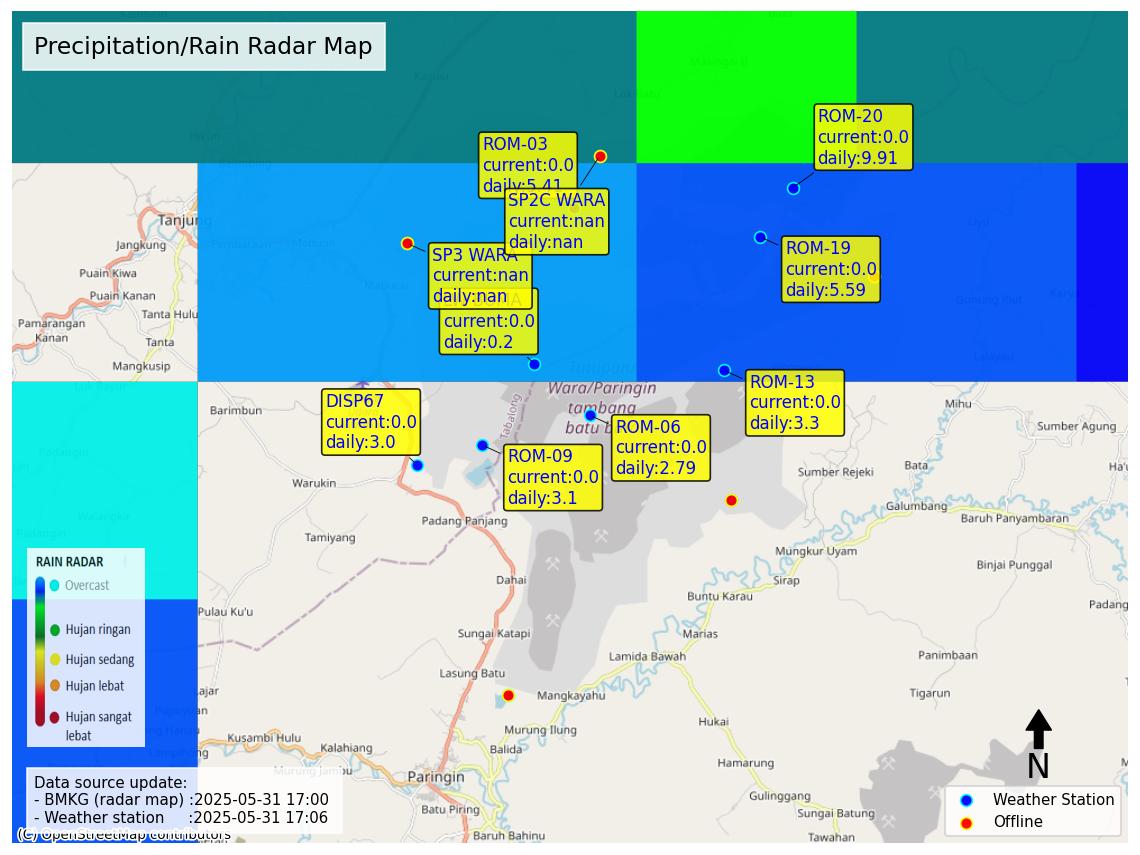 Precipitation/Rain Radar Map
ROM-20
current:0.0
daily:9.91
ROM-03
current:0.0
daily:5.41
SP2C WARA
current:nan
daily:nan
ROM-19
current:0.0
daily:5.59
SP3 WARA
current:nan
daily:nan
current:0.0
daily:0.2
Tanjung
Jangkung
Puain Kiwa
Puain Kanan
Tanta Hulu
Pamarangan
Kanan
Tanta
Mangkusip
Wara/Paringin
tambang
Tabalong
ROM-13
current:0.0
daily:3.3
DISP67
current:0.0
daily:3.0
ROM-06
current:0.0
daily:2.79
ROM-09
current:0.0
daily:3.1
Barimbun
Mihu
Sumber Agung
Bata
Sumber Rejeki
Warukin
Galumbang
Baruh Panyambaran
Padang Panjang
Tamiyang
Mungkur Uyam
Binjai Punggal
Dahai
Sirap
Buntu Karau
Pulau Ku'u
Sungai Katapi
Marias
Lamida Bawah
Panimbaan
Lasung Batu
Tigarun
Mangkayahu
Hukai
Murung Ilung
Kusambi Hulu
Kalahiang
Balida
Hamarung
Paringin
Gulinggang
Batu Piring
Sungai Batung
Baruh Bahinu
Tawahan
RAIN RADAR
Overcast
Hujan ringan
Hujan sedang
Hujan lebat
Hujan sangat
lebat
Data source update:
- BMKG (radar map) :2025-05-31 17:00
- Weather station :2025-05-31 17:06
(C) OpenStreetMap contributors
N
Weather Station
Offline